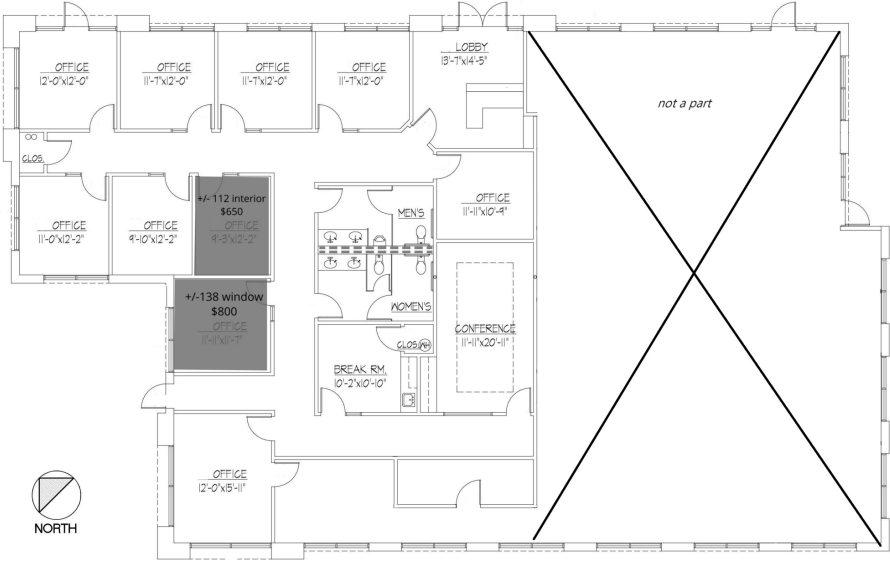 OFFICE
12'-0"x12'-0"
OFFICE
11'-7"x12'-0"
OFFICE
11'-7"x12'-0"
OFFICE
11'-7"x12'-0"
LOBBY
13'-7"x14'-5"
not a part
CLOS.
OFFICE
11'-0"x12'-2"
OFFICE
9'-10"x12'-2"
+/- 112 interior
$650
OFFICE
9'-3"x12'-2"
MEN'S
OFFICE
11'-11"x10'-9"
+/-138 window
$800
OFFICE
11'-11"x11'-7"
WOMEN'S
CLOS.
WH
CONFERENCE
11'-11"x20'-11"
BREAK RM.
10'-2"x10'-10"
OFFICE
12'-0"x15'-11"
NORTH